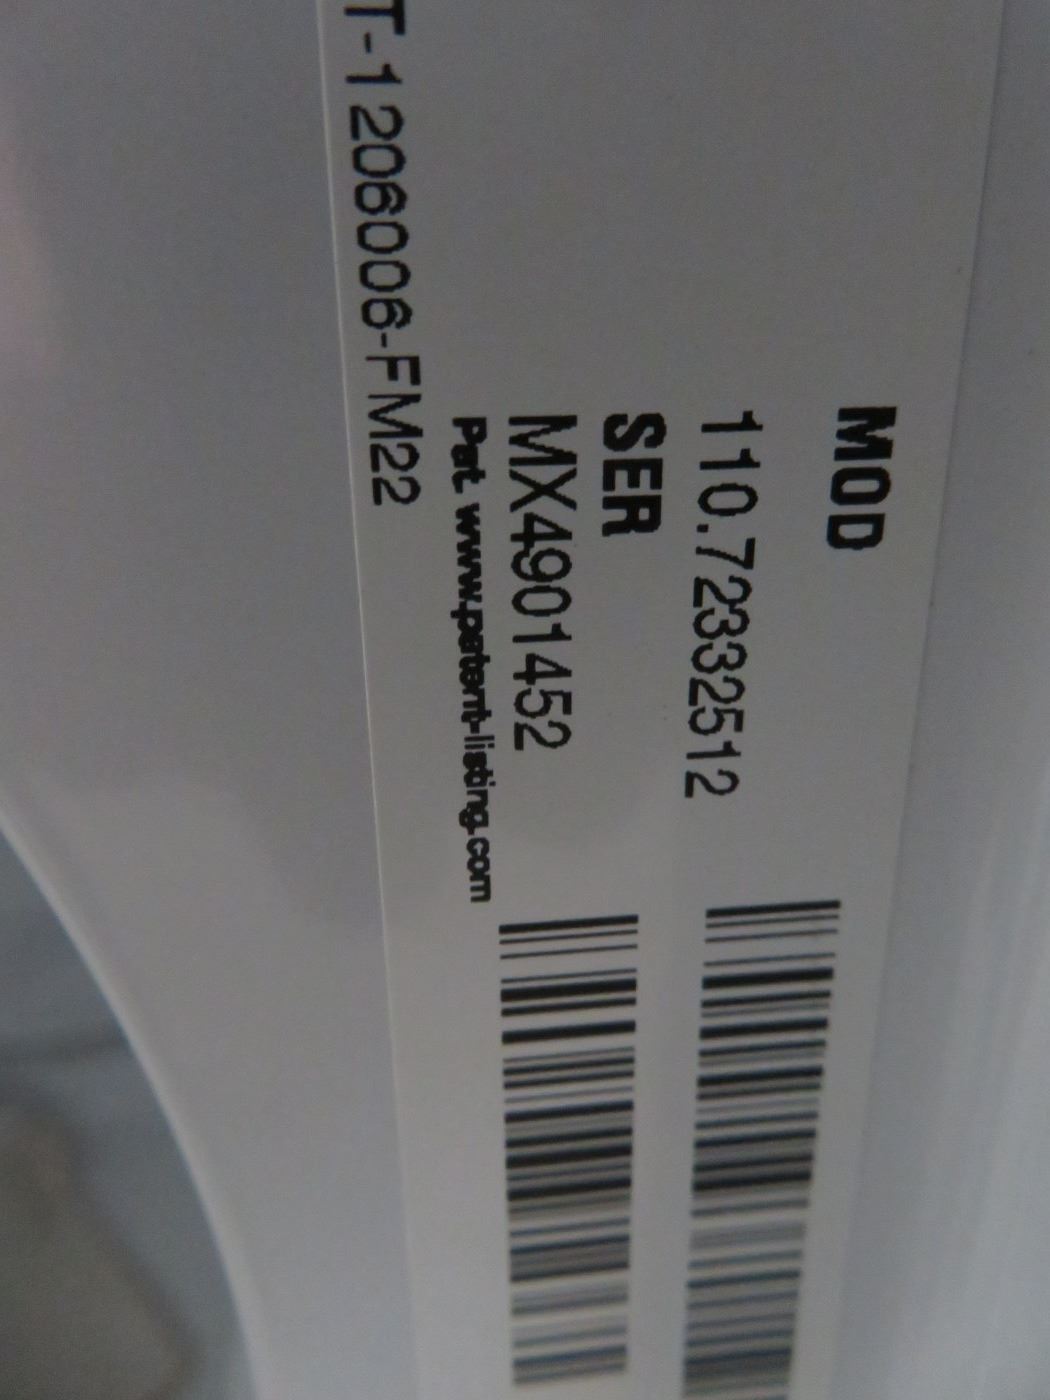 MOD
110.72332512
SER
MX4901452
Pat. www.patent-listing.com
T-1206006-FM22